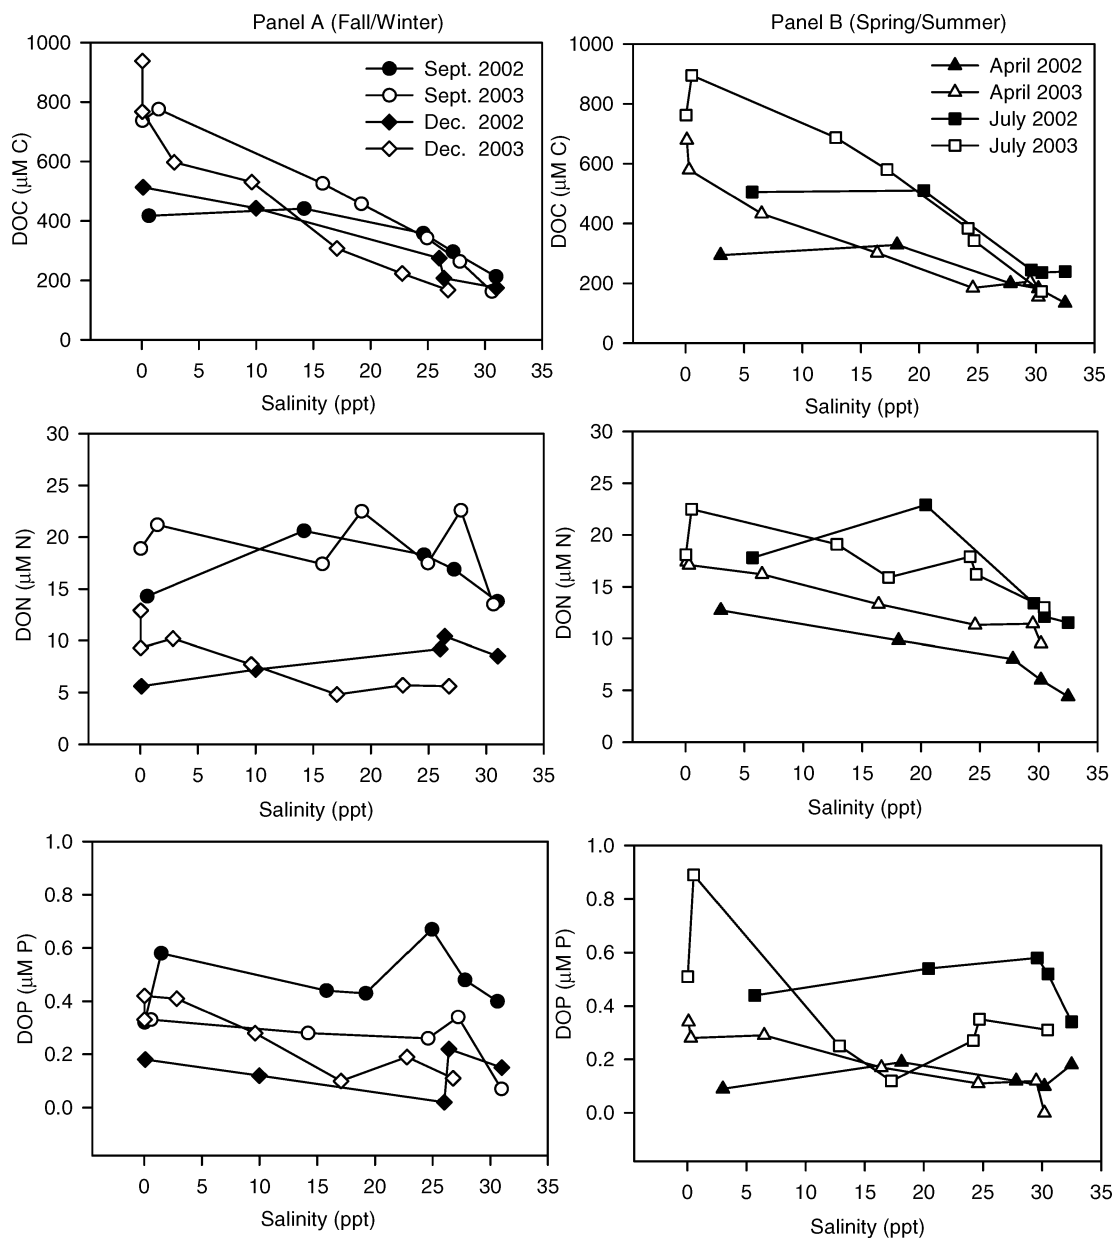 Panel A (Fall/Winter)
1000
800
600
400
200
0
DOC (µM C)
Sept. 2002
Sept. 2003
Dec. 2002
Dec. 2003
0 5 10 15 20 25 30 35
Salinity (ppt)
Panel B (Spring/Summer)
1000
800
600
400
200
0
DOC (µM C)
April 2002
April 2003
July 2002
July 2003
0 5 10 15 20 25 30 35
Salinity (ppt)
30
25
20
15
10
5
0
DON (µM N)
0 5 10 15 20 25 30 35
Salinity (ppt)
30
25
20
15
10
5
0
DON (µM N)
0 5 10 15 20 25 30 35
Salinity (ppt)
1.0
0.8
0.6
0.4
0.2
0.0
DOP (µM P)
0 5 10 15 20 25 30 35
Salinity (ppt)
1.0
0.8
0.6
0.4
0.2
0.0
DOP (µM P)
0 5 10 15 20 25 30 35
Salinity (ppt)